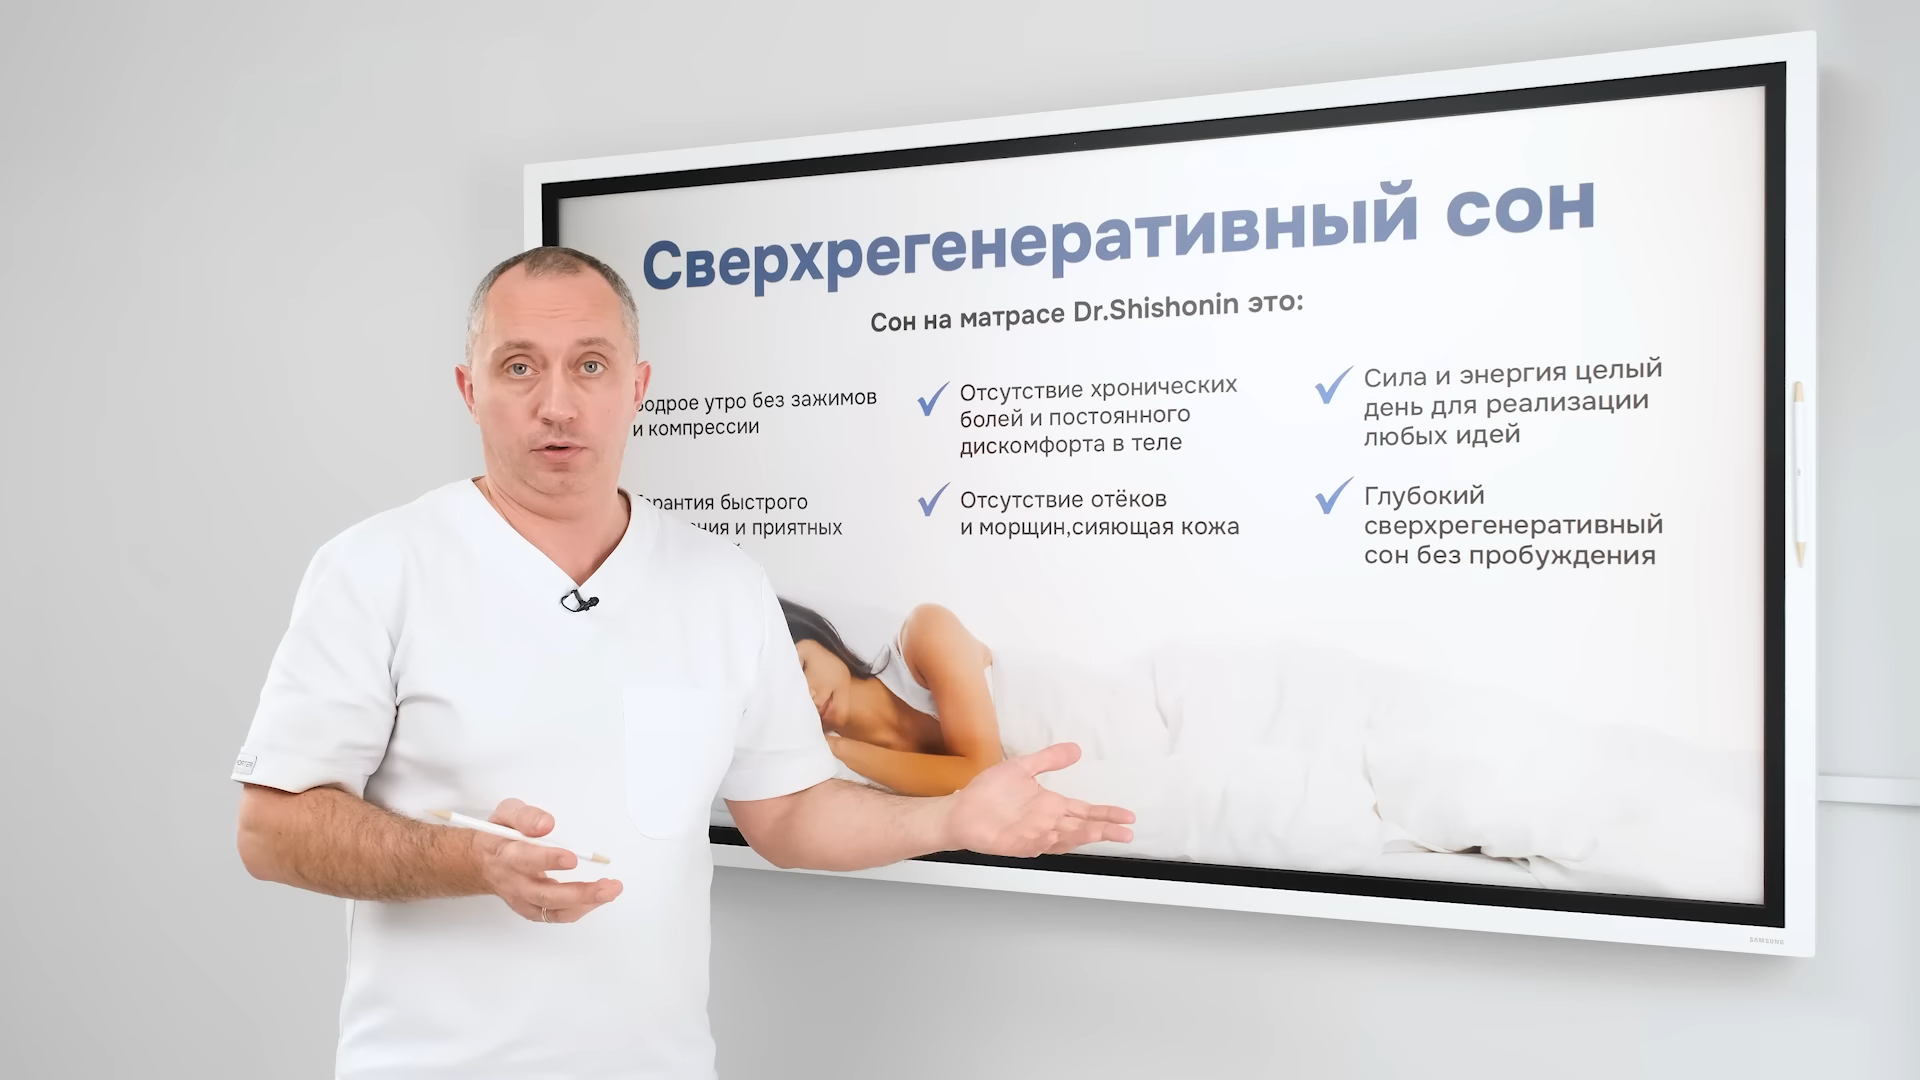 Сверхрегенеративный сон
Сон на матрасе Dr.Shishonin это:
утро без зажимов
и компрессии
быстрого
и приятных
Отсутствие хронических
болей и постоянного
дискомфорта в теле
Отсутствие отёков
и морщин,сияющая кожа
Сила и энергия целый
день для реализации
любых идей
Глубокий
сверхрегенеративный
сон без пробуждения
SAMSUNG